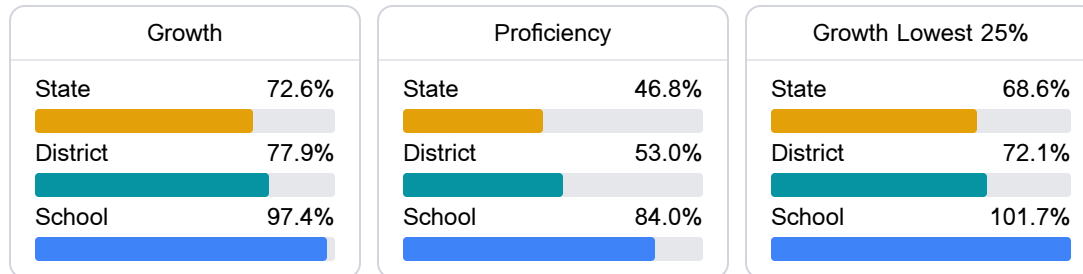 Growth
State 72.6%
District 77.9%
School 97.4%
Proficiency
State 46.8%
District 53.0%
School 84.0%
Growth Lowest 25%
State 68.6%
District 72.1%
School 101.7%